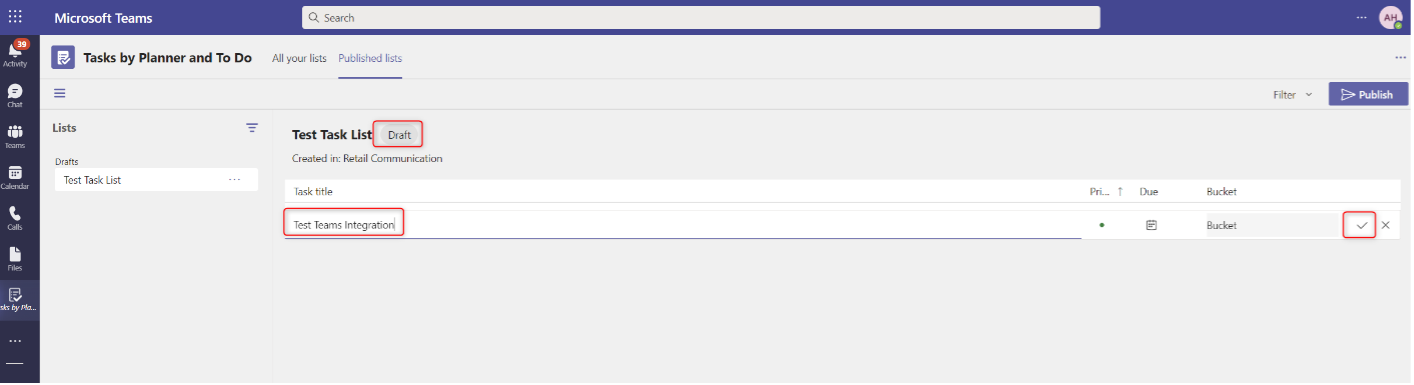 Microsoft Teams
Search
AH
39
Activity
Chat
Teams
Calendar
Calls
Files
sks by Pla...
Tasks by Planner and To Do
All your lists
Published lists
Filter
Publish
Lists
Drafts
Test Task List
Test Task List
Draft
Created in: Retail Communication
Task title
Pri...
Due
Bucket
Test Teams Integration
Bucket